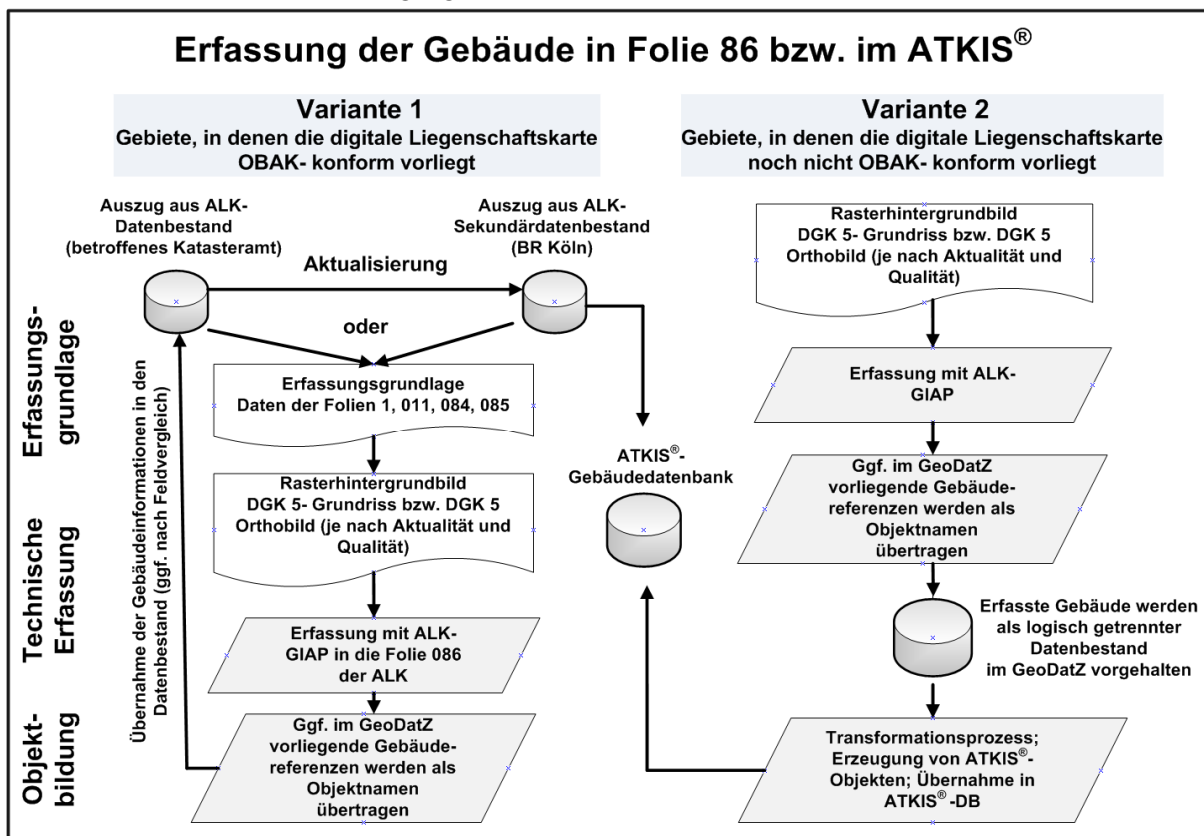 Erfassung der Gebäude in Folie 86 bzw. im ATKIS®
Variante 1
Gebiete, in denen die digitale Liegenschaftskarte
OBAK- konform vorliegt
Variante 2
Gebiete, in denen die digitale Liegenschaftskarte
noch nicht OBAK- konform vorliegt
Erfassungs-
grundlage
Technische
Erfassung
Objekt-
bildung
Auszug aus ALK-
Datenbestand
(betroffenes Katasteramt)
Aktualisierung
Auszug aus ALK-
Sekundärdatenbestand
(BR Köln)
oder
Übernahme der Gebäudeinformationen in den
Datenbestand (ggf. nach Feldvergleich)
Erfassungsgrundlage
Daten der Folien 1, 011, 084, 085
Rasterhintergrundbild
DGK 5- Grundriss bzw. DGK 5
Orthobild (je nach Aktualität und
Qualität)
Erfassung mit ALK-
GIAP in die Folie 086
der ALK
Ggf. im GeoDatZ
vorliegende Gebäude-
referenzen werden als
Objektnamen
übertragen
ATKIS®-
Gebäudedatenbank
Rasterhintergrundbild
DGK 5- Grundriss bzw. DGK 5
Orthobild (je nach Aktualität und
Qualität)
Erfassung mit ALK-
GIAP
Ggf. im GeoDatZ
vorliegende Gebäude-
referenzen werden als
Objektnamen
übertragen
Erfasste Gebäude werden
als logisch getrennter
Datenbestand
im GeoDatZ vorgehalten
Transformationsprozess;
Erzeugung von ATKIS®-
Objekten; Übernahme in
ATKIS® -DB